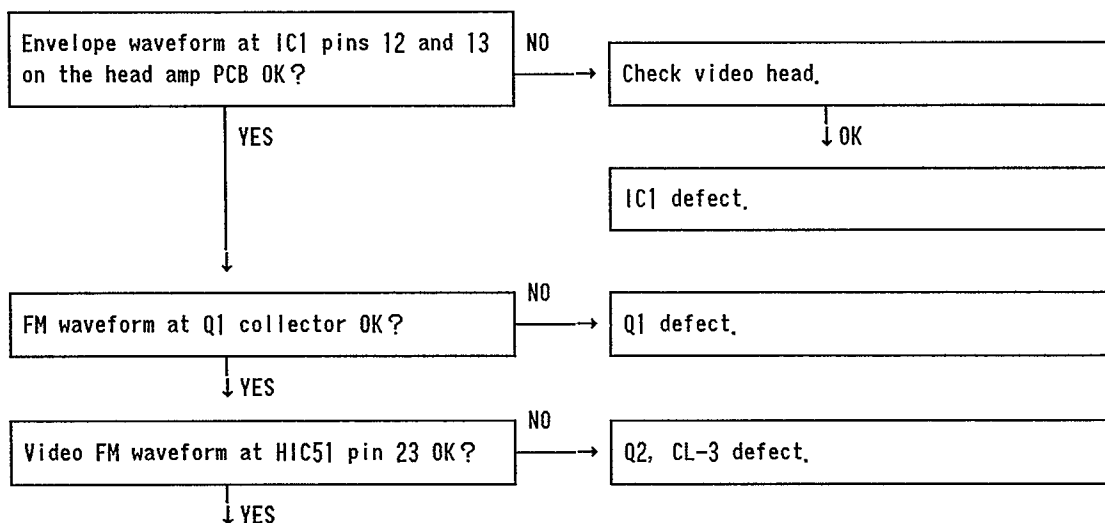 Envelope waveform at IC1 pins 12 and 13
on the head amp PCB OK?
NO
Check video head.
YES
OK
IC1 defect.
FM waveform at Q1 collector OK?
NO
Q1 defect.
YES
Video FM waveform at HIC51 pin 23 OK?
NO
Q2, CL-3 defect.
YES